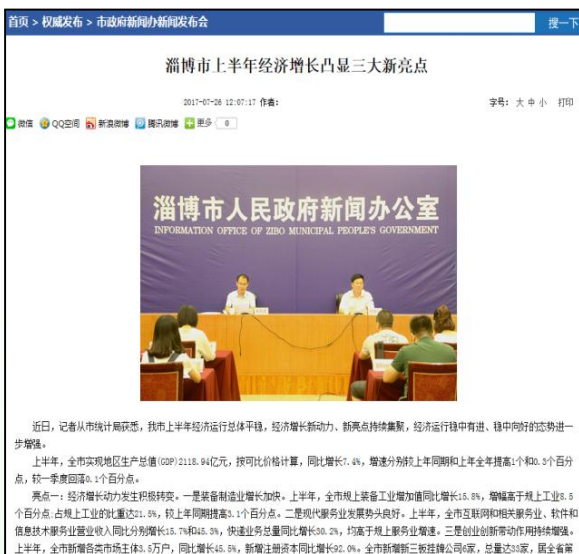 首页 > 权威发布 > 市政府新闻办新闻发布会
搜一下
淄博市上半年经济增长凸显三大新亮点
2017-07-26 12:07:17 作者:
字号: 大 中 小 打印
微信 QQ空间 新浪微博 腾讯微博 更多 0
淄博市人民政府新闻办公室
INFORMATION OFFICE OF ZIBO MUNICIPAL PEOPLE'S GOVERNMENT
近日，记者从市统计局获悉，我市上半年经济运行总体平稳，经济增长新动力、新亮点持续集聚，经济运行稳中有进、稳中向好的态势进一
步增强。
上半年，全市实现地区生产总值(GDP)2118.94亿元，按可比价格计算，同比增长7.4%，增速分别较上年同期和上年全年提高1个和0.3个百分
点，较一季度回落0.1个百分点。
亮点一：经济增长动力发生积极转变。一是装备制造业增长加快。上半年，全市规上装备工业增加值同比增长15.8%，增幅高于规上工业8.5
个百分点;占规上工业的比重达21.5%，较上年同期提高3.1个百分点。二是现代服务业发展势头良好。上半年，全市互联网和相关服务业、软件和
信息技术服务业营业收入同比分别增长15.7%和45.3%，快递业务总量同比增长30.2%，均高于规上服务业增速。三是创业创新带动作用持续增强。
上半年，全市新增各类市场主体3.5万户，同比增长45.5%，新增注册资本同比增长92.0%。全市新增新三板挂牌公司6家，总量达83家，居全省第